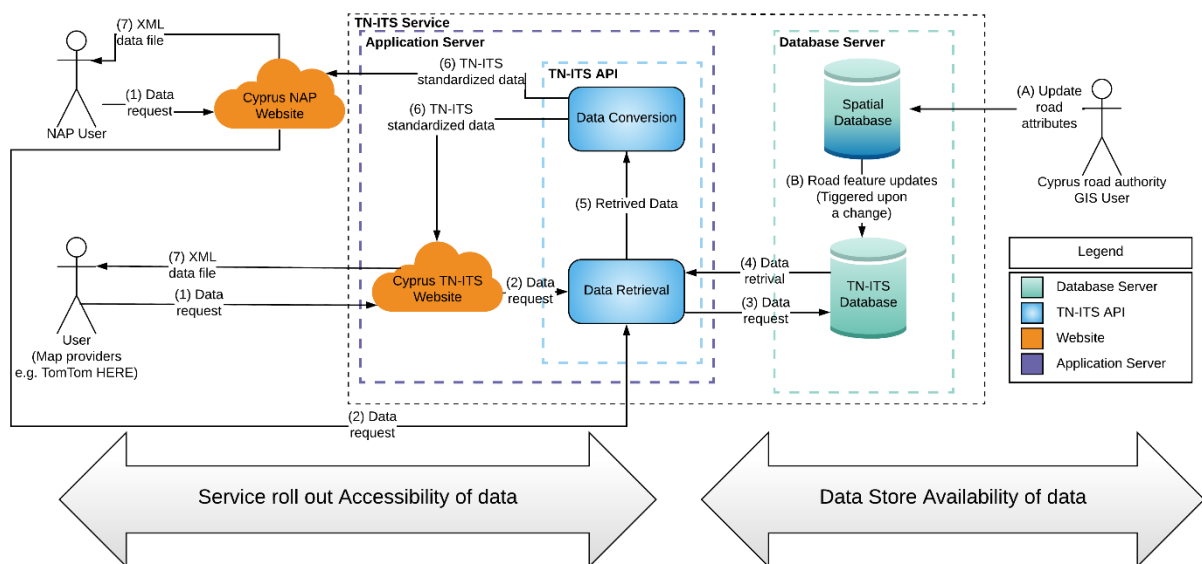 TN-ITS Service
(7) XML
data file
Application Server
Database Server
(6) TN-ITS
standardized data
TN-ITS API
(1) Data
request
Cyprus NAP
Website
NAP User
(6) TN-ITS
standardized data
Data Conversion
Spatial
Database
(A) Update
road
attributes
Cyprus road authority
GIS User
(B) Road feature updates
(Tiggered upon
a change)
(5) Retrived Data
(7) XML
data file
Cyprus TN-ITS
Website
(2) Data
request
Data Retrieval
(4) Data
retrival
(3) Data
request
TN-ITS
Database
(1) Data
request
User
(Map providers
e.g. TomTom HERE)
Legend
Database Server
TN-ITS API
Website
Application Server
(2) Data
request
Service roll out Accessibility of data
Data Store Availability of data